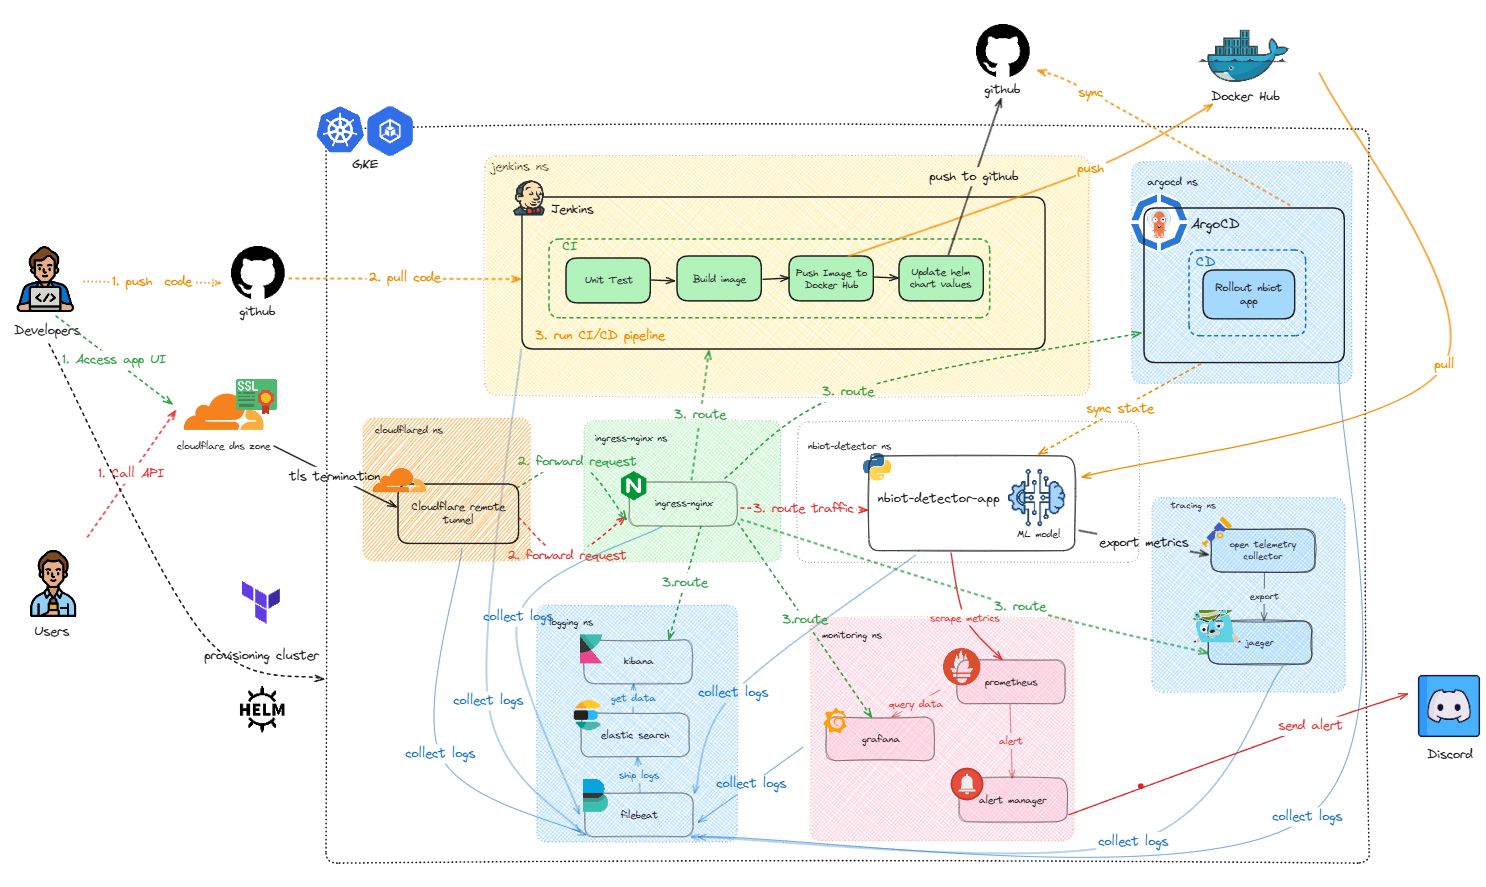 github
Docker Hub
sync
GKE
jenkins ns
push to github
push
argocd ns
Jenkins
ArgoCD
CI
CD
1. push code
2. pull code
Unit Test
Build image
Push Image to
Docker Hub
Update helm
chart values
Rollout nbiot
app
github
Developers
3. run CI/CD pipeline
1. Access app UI
SSL
pull
3. route
3. route
sync state
cloudflare dns zone
cloudflared ns
ingress-nginx ns
nbiot-detector ns
1. Call API
tls termination
2. forward request
N
ingress-nginx
3. route traffic
nbiot-detector-app
ML model
Cloudflare remote
tunnel
2. forward request
export metrics
tracing ns
open telemetry
collector
export
3.route
3. route
3.route
scrape metrics
collect logs
logging ns
monitoring ns
Users
provisioning cluster
HELM
kibana
get data
elastic search
ship logs
filebeat
collect logs
collect logs
collect logs
collect logs
prometheus
query data
grafana
alert
alert manager
jaeger
send alert
Discord
collect logs
collect logs